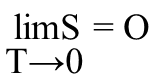 limS = O
T→0